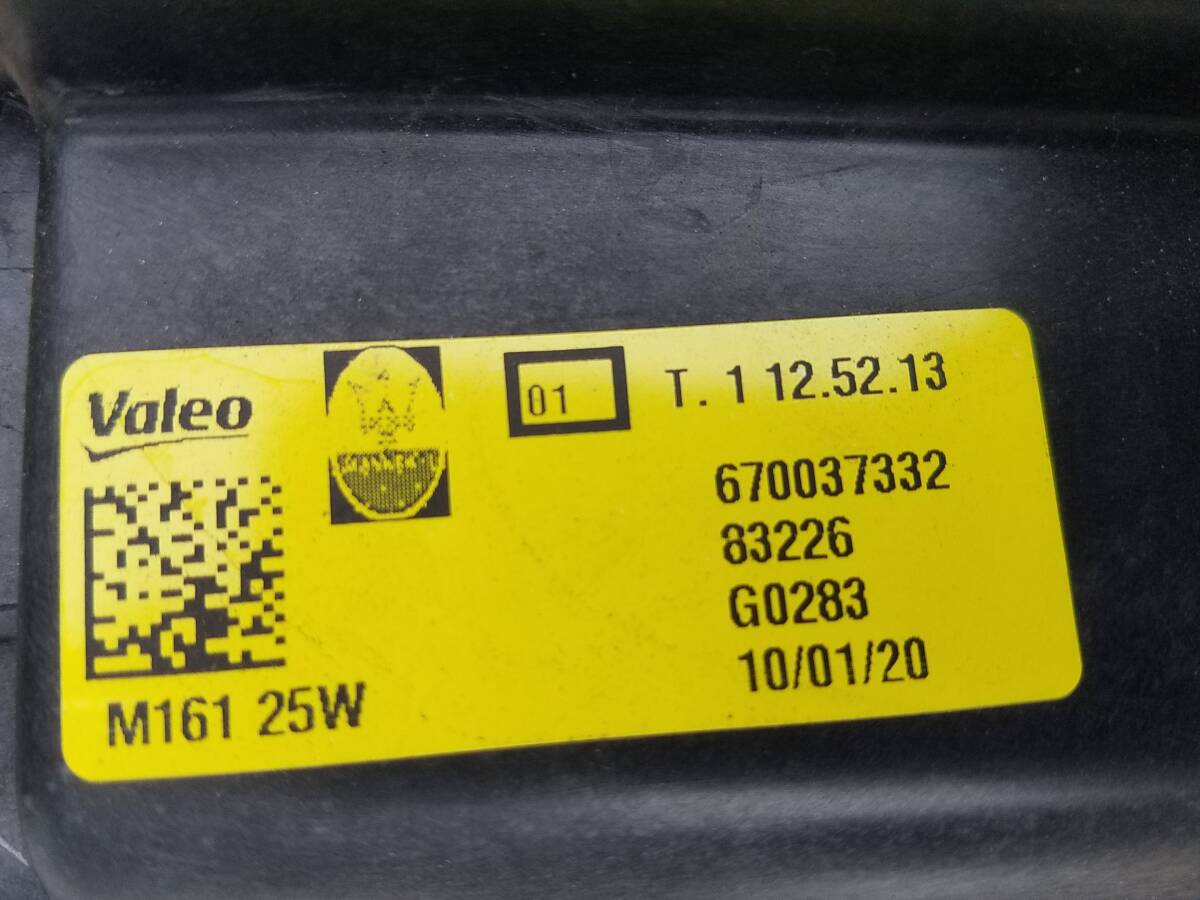 Valeo
01
T. 1 12.52.13
670037332
83226
G0283
10/01/20
M161 25W